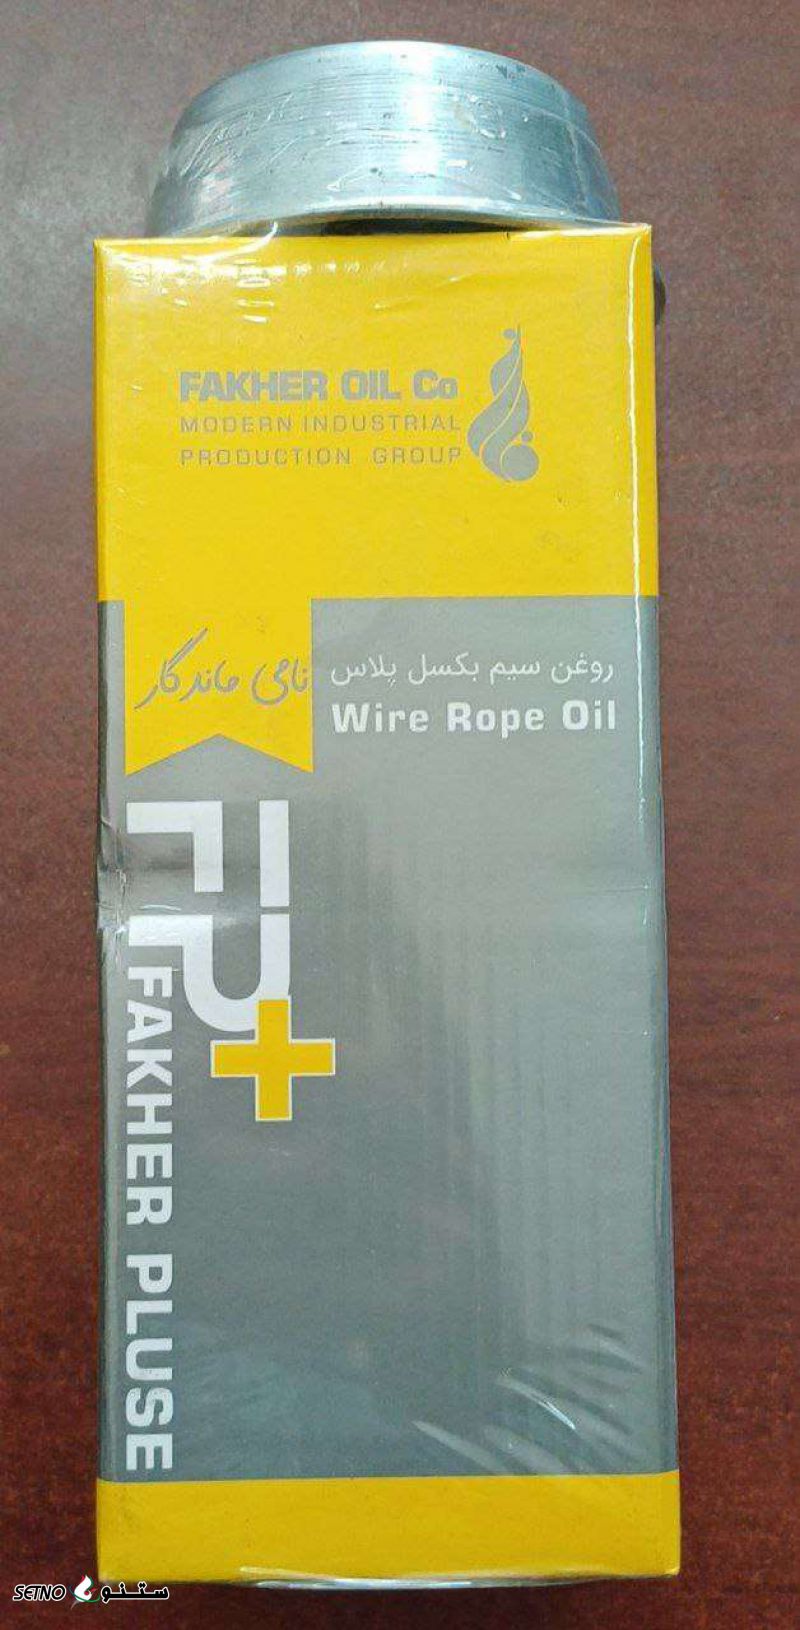 FAKHER OIL Co
MODERN INDUSTRIAL
PRODUCTION GROUP
نامی ماندگار
روغن سیم بکسل پلاس
Wire Rope Oil
FP+
FAKHER PLUSE
SETNO ستنو